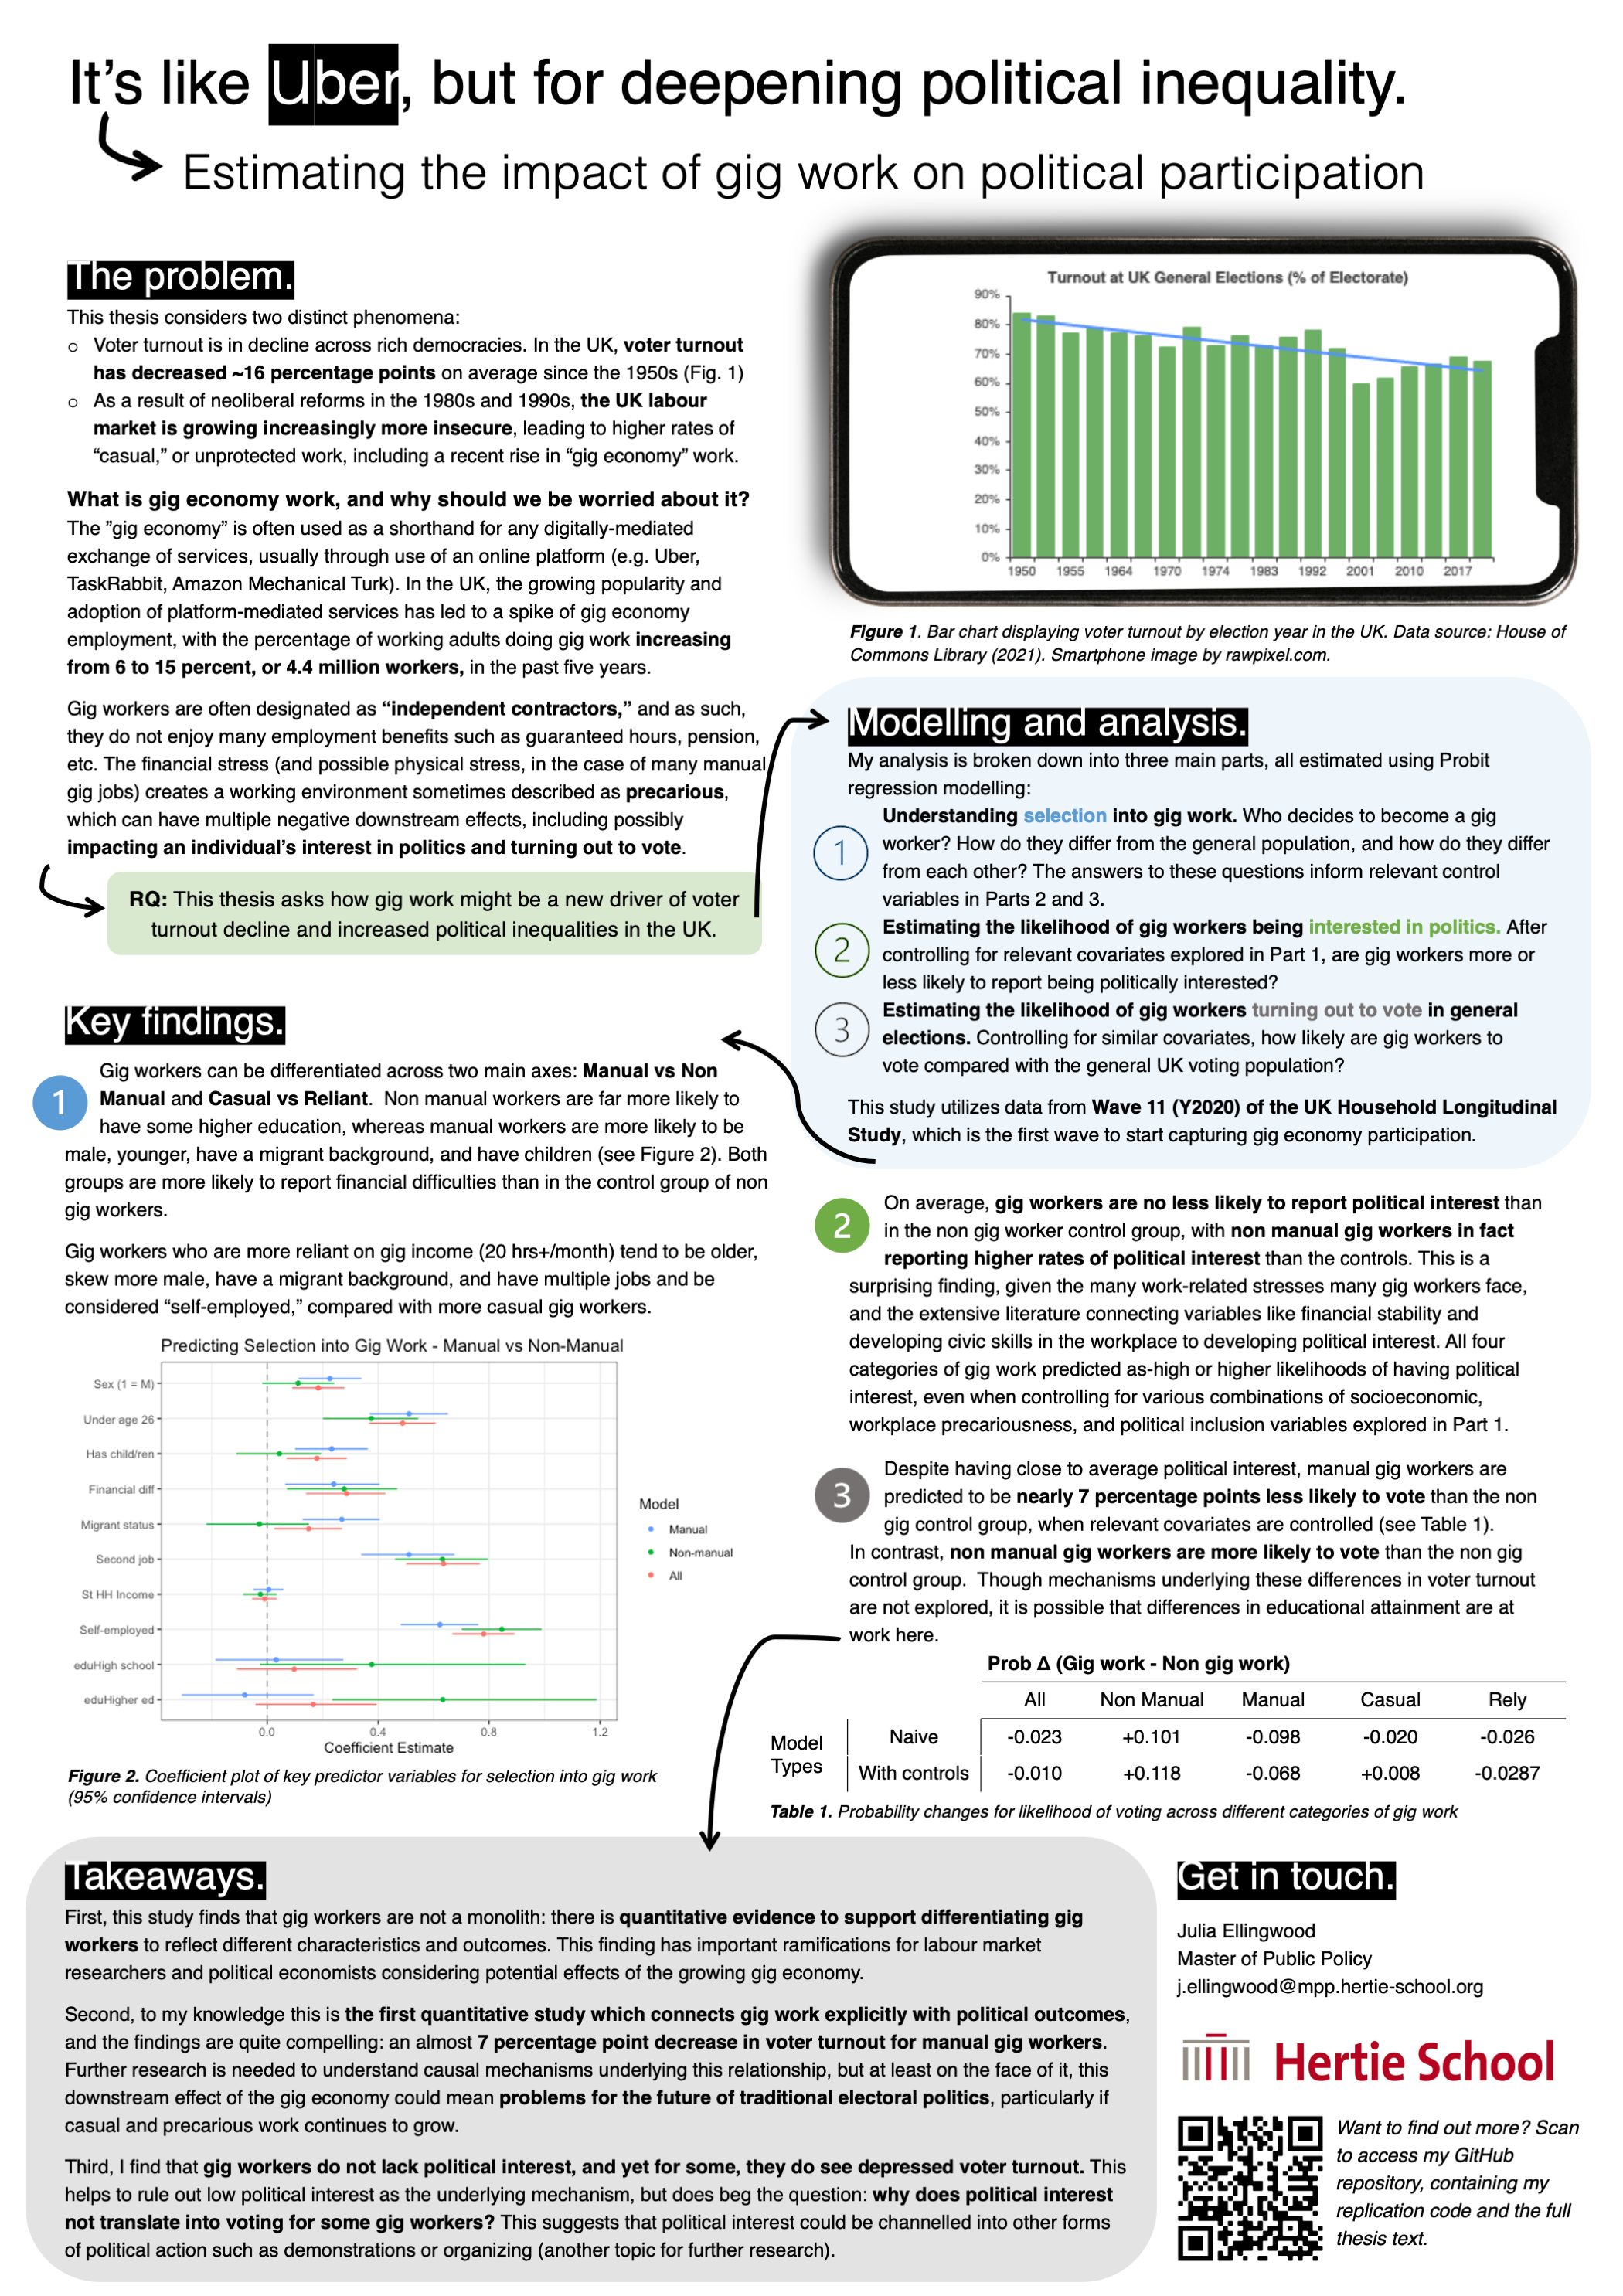 It’s like Uber, but for deepening political inequality.
Estimating the impact of gig work on political participation
The problem.
This thesis considers two distinct phenomena:
o Voter turnout is in decline across rich democracies. In the UK, voter turnout
has decreased ~16 percentage points on average since the 1950s (Fig. 1)
o As a result of neoliberal reforms in the 1980s and 1990s, the UK labour
market is growing increasingly more insecure, leading to higher rates of
“casual,” or unprotected work, including a recent rise in “gig economy” work.
What is gig economy work, and why should we be worried about it?
The ”gig economy” is often used as a shorthand for any digitally-mediated
exchange of services, usually through use of an online platform (e.g. Uber,
TaskRabbit, Amazon Mechanical Turk). In the UK, the growing popularity and
adoption of platform-mediated services has led to a spike of gig economy
employment, with the percentage of working adults doing gig work increasing
from 6 to 15 percent, or 4.4 million workers, in the past five years.
Gig workers are often designated as “independent contractors,” and as such,
they do not enjoy many employment benefits such as guaranteed hours, pension,
etc. The financial stress (and possible physical stress, in the case of many manual
gig jobs) creates a working environment sometimes described as precarious,
which can have multiple negative downstream effects, including possibly
impacting an individual’s interest in politics and turning out to vote.
RQ: This thesis asks how gig work might be a new driver of voter
turnout decline and increased political inequalities in the UK.
Turnout at UK General Elections (% of Electorate)
90%
80%
70%
60%
50%
40%
30%
20%
10%
0%
1950 1955 1964 1970 1974 1983 1992 2001 2010 2017
Figure 1. Bar chart displaying voter turnout by election year in the UK. Data source: House of
Commons Library (2021). Smartphone image by rawpixel.com.
Modelling and analysis.
My analysis is broken down into three main parts, all estimated using Probit
regression modelling:
1
Understanding selection into gig work. Who decides to become a gig
worker? How do they differ from the general population, and how do they differ
from each other? The answers to these questions inform relevant control
variables in Parts 2 and 3.
2
Estimating the likelihood of gig workers being interested in politics. After
controlling for relevant covariates explored in Part 1, are gig workers more or
less likely to report being politically interested?
3
Estimating the likelihood of gig workers turning out to vote in general
elections. Controlling for similar covariates, how likely are gig workers to
vote compared with the general UK voting population?
This study utilizes data from Wave 11 (Y2020) of the UK Household Longitudinal
Study, which is the first wave to start capturing gig economy participation.
Key findings.
1
Gig workers can be differentiated across two main axes: Manual vs Non
Manual and Casual vs Reliant. Non manual workers are far more likely to
have some higher education, whereas manual workers are more likely to be
male, younger, have a migrant background, and have children (see Figure 2). Both
groups are more likely to report financial difficulties than in the control group of non
gig workers.
Gig workers who are more reliant on gig income (20 hrs+/month) tend to be older,
skew more male, have a migrant background, and have multiple jobs and be
considered “self-employed,” compared with more casual gig workers.
Predicting Selection into Gig Work - Manual vs Non-Manual
Sex (1 = M)
Under age 26
Has child/ren
Financial diff
Migrant status
Second job
St HH Income
Self-employed
eduHigh school
eduHigher ed
0.0 0.4 0.8 1.2
Coefficient Estimate
Model
Manual
Non-manual
All
Figure 2. Coefficient plot of key predictor variables for selection into gig work
(95% confidence intervals)
2
On average, gig workers are no less likely to report political interest than
in the non gig worker control group, with non manual gig workers in fact
reporting higher rates of political interest than the controls. This is a
surprising finding, given the many work-related stresses many gig workers face,
and the extensive literature connecting variables like financial stability and
developing civic skills in the workplace to developing political interest. All four
categories of gig work predicted as-high or higher likelihoods of having political
interest, even when controlling for various combinations of socioeconomic,
workplace precariousness, and political inclusion variables explored in Part 1.
3
Despite having close to average political interest, manual gig workers are
predicted to be nearly 7 percentage points less likely to vote than the non
gig control group, when relevant covariates are controlled (see Table 1).
In contrast, non manual gig workers are more likely to vote than the non gig
control group. Though mechanisms underlying these differences in voter turnout
are not explored, it is possible that differences in educational attainment are at
work here.
Prob Δ (Gig work - Non gig work)
All Non Manual Manual Casual Rely
Model Types
Naive -0.023 +0.101 -0.098 -0.020 -0.026
With controls -0.010 +0.118 -0.068 +0.008 -0.0287
Table 1. Probability changes for likelihood of voting across different categories of gig work
Takeaways.
First, this study finds that gig workers are not a monolith: there is quantitative evidence to support differentiating gig
workers to reflect different characteristics and outcomes. This finding has important ramifications for labour market
researchers and political economists considering potential effects of the growing gig economy.
Second, to my knowledge this is the first quantitative study which connects gig work explicitly with political outcomes,
and the findings are quite compelling: an almost 7 percentage point decrease in voter turnout for manual gig workers.
Further research is needed to understand causal mechanisms underlying this relationship, but at least on the face of it, this
downstream effect of the gig economy could mean problems for the future of traditional electoral politics, particularly if
casual and precarious work continues to grow.
Third, I find that gig workers do not lack political interest, and yet for some, they do see depressed voter turnout. This
helps to rule out low political interest as the underlying mechanism, but does beg the question: why does political interest
not translate into voting for some gig workers? This suggests that political interest could be channelled into other forms
of political action such as demonstrations or organizing (another topic for further research).
Get in touch.
Julia Ellingwood
Master of Public Policy
j.ellingwood@mpp.hertie-school.org
Hertie School
Want to find out more? Scan
to access my GitHub
repository, containing my
replication code and the full
thesis text.